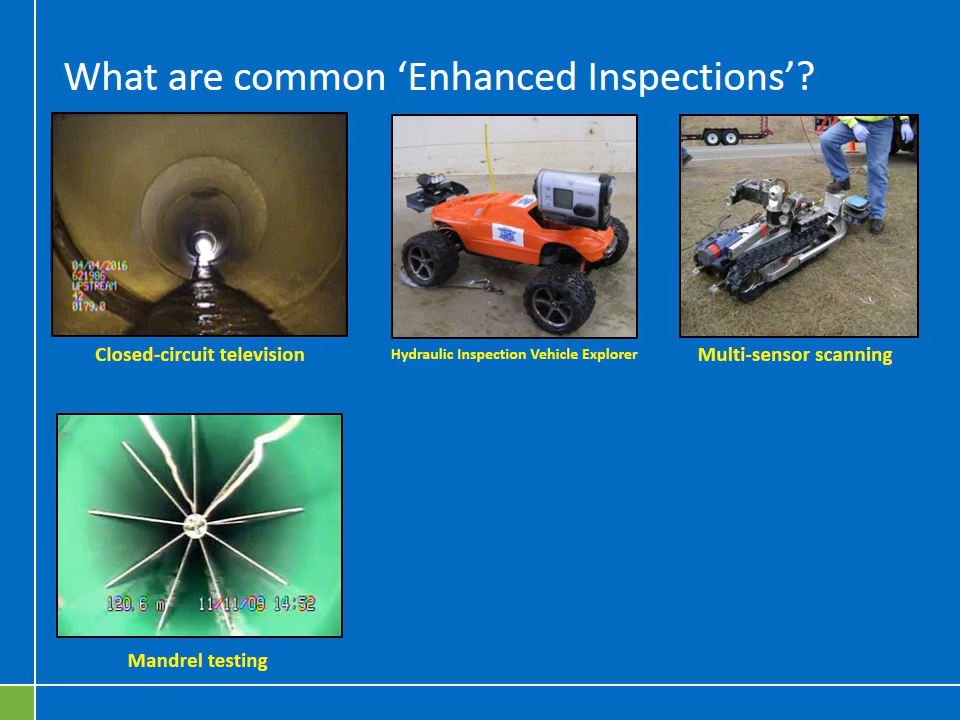 What are common ‘Enhanced Inspections’?
04/04/2016
621986
UPSTREAM
42
0179.0
Closed-circuit television
Hydraulic Inspection Vehicle Explorer
Multi-sensor scanning
120.6 m 11/11/09 14:52
Mandrel testing